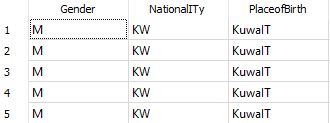 Gender NationalITy PlaceofBirth
1 M KW KuwaIT
2 M KW KuwaIT
3 M KW KuwaIT
4 M KW KuwaIT
5 M KW KuwaIT